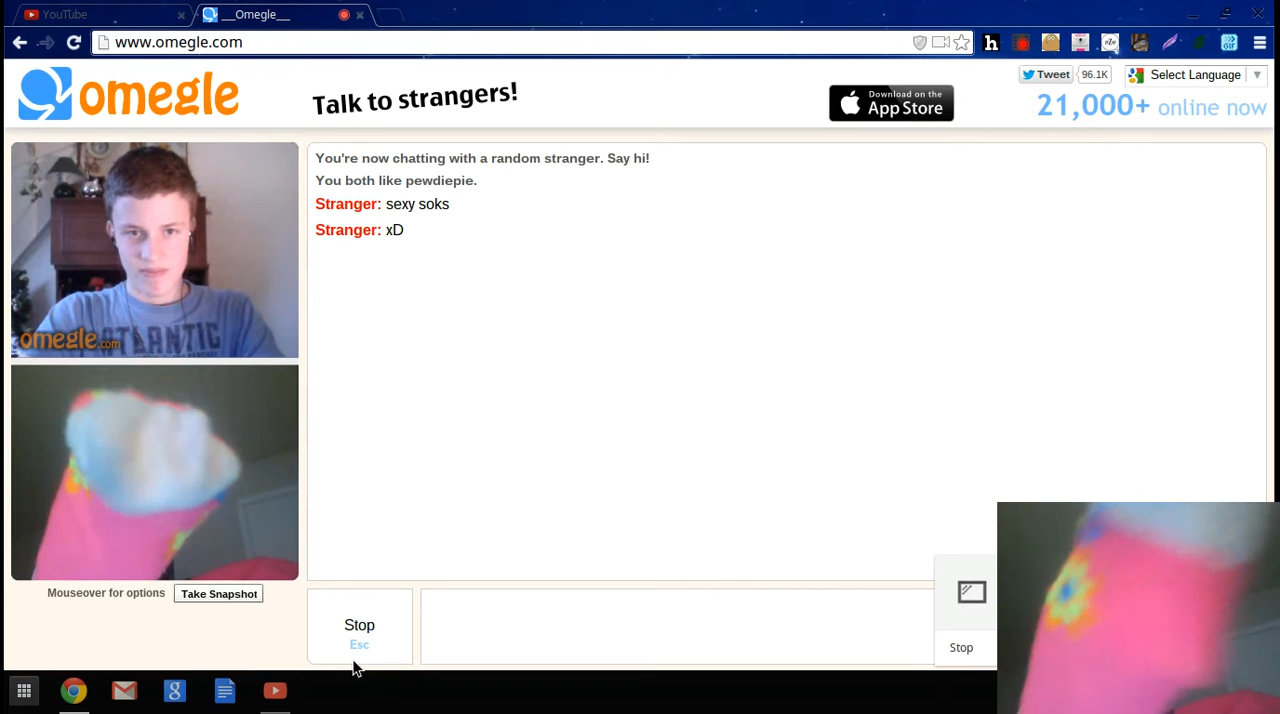 YouTube
__Omegle__
www.omegle.com
omegle
Talk to strangers!
Download on the
App Store
Tweet
96.1K
Select Language
21,000+ online now
omegle.com
ATLANTIC
You're now chatting with a random stranger. Say hi!
You both like pewdiepie.
Stranger: sexy soks
Stranger: xD
Mouseover for options
Take Snapshot
Stop
Esc
Stop